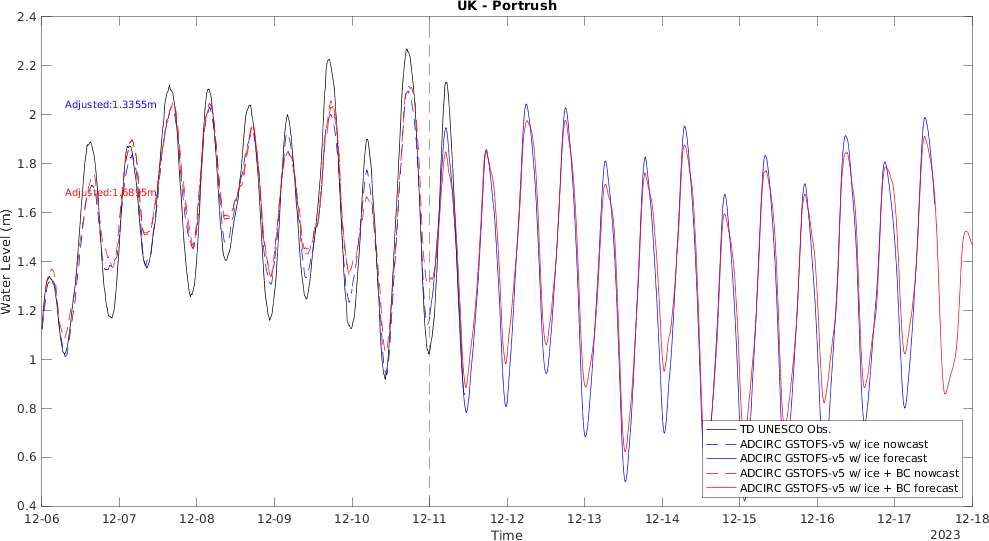 UK - Portrush
2.4
2.2
2
1.8
1.6
1.4
1.2
1
0.8
0.6
0.4
Water Level (m)
Adjusted:1.3355m
Adjusted:1.6895m
TD UNESCO Obs.
ADCIRC GSTOFS-v5 w/ ice nowcast
ADCIRC GSTOFS-v5 w/ ice forecast
ADCIRC GSTOFS-v5 w/ ice + BC nowcast
ADCIRC GSTOFS-v5 w/ ice + BC forecast
12-06 12-07 12-08 12-09 12-10 12-11 12-12 12-13 12-14 12-15 12-16 12-17 12-18
Time
2023